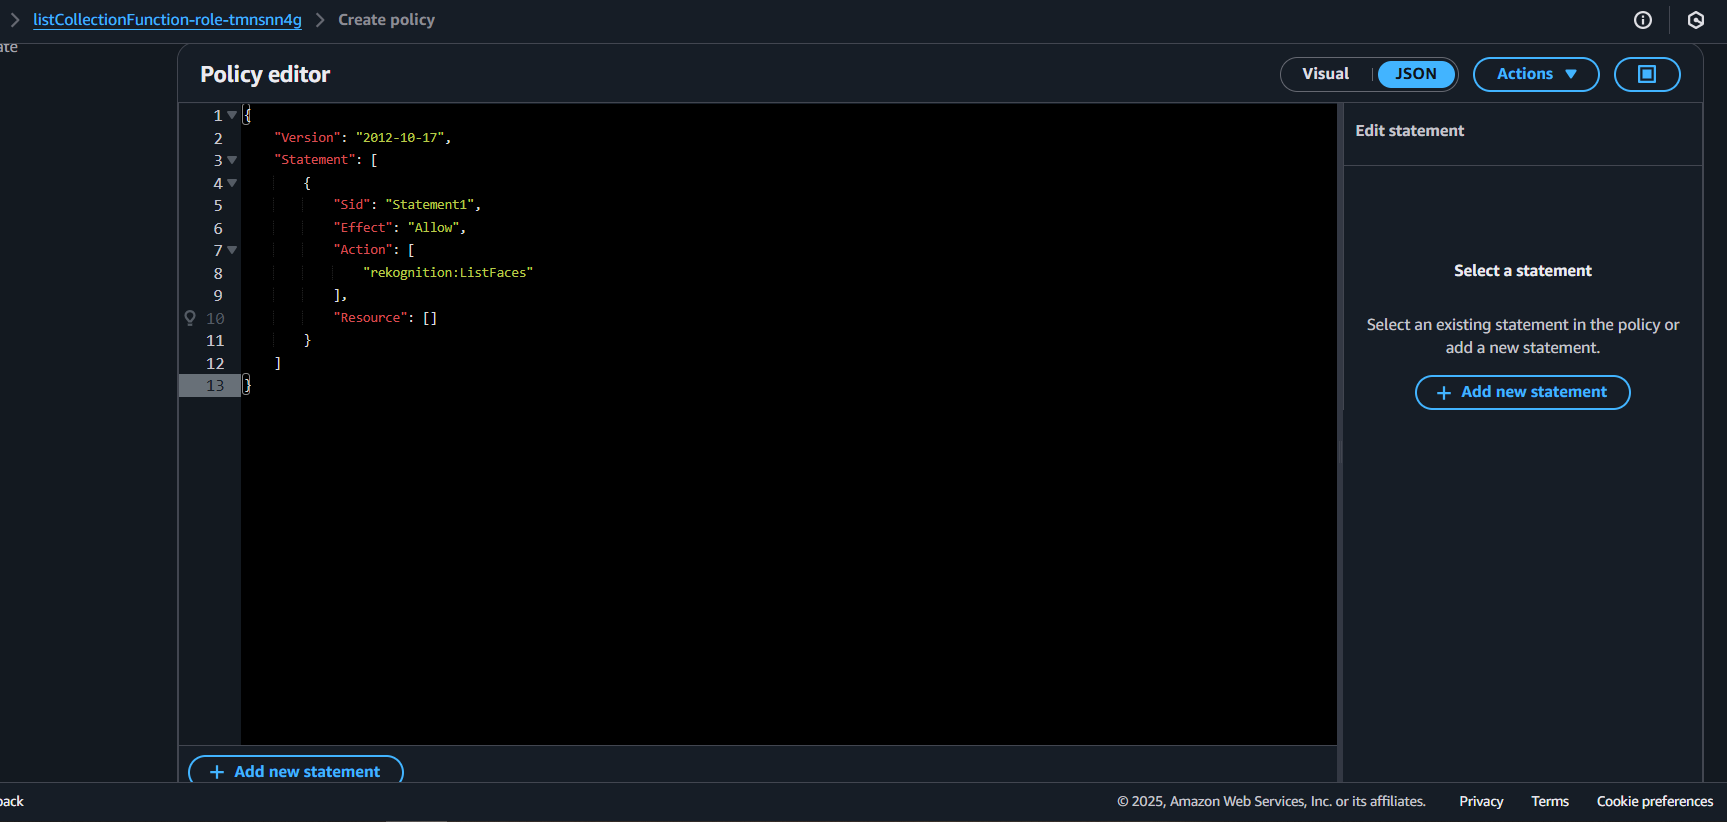 listCollectionFunction-role-tmnsnn4g Create policy
Policy editor
Visual JSON Actions
1 {
2 "Version": "2012-10-17",
3 "Statement": [
4 {
5 "Sid": "Statement1",
6 "Effect": "Allow",
7 "Action": [
8 "rekognition:ListFaces"
9 ],
10 "Resource": []
11 }
12 ]
13 }
Edit statement
Select a statement
Select an existing statement in the policy or
add a new statement.
+ Add new statement
+ Add new statement
© 2025, Amazon Web Services, Inc. or its affiliates. Privacy Terms Cookie preferences